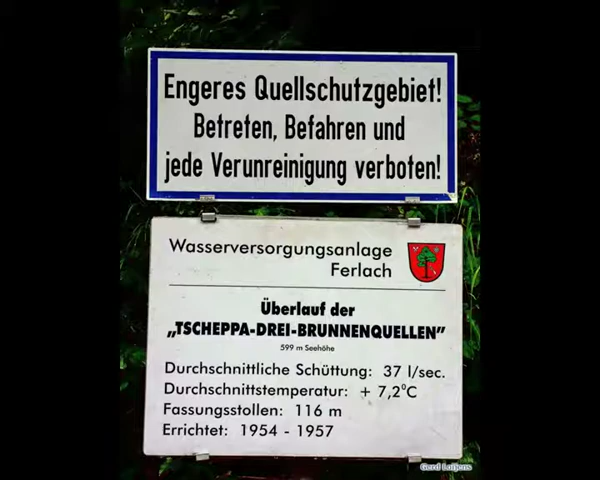 Engeres Quellschutzgebiet!
Betreten, Befahren und
jede Verunreinigung verboten!
Wasserversorgungsanlage
Ferlach
Überlauf der
„TSCHEPPA-DREI-BRUNNENQUELLEN”
599 m Seehöhe
Durchschnittliche Schüttung: 37 l/sec.
Durchschnittstemperatur: + 7,2°C
Fassungsstollen: 116 m
Errichtet: 1954 - 1957
Gerd Lutjens